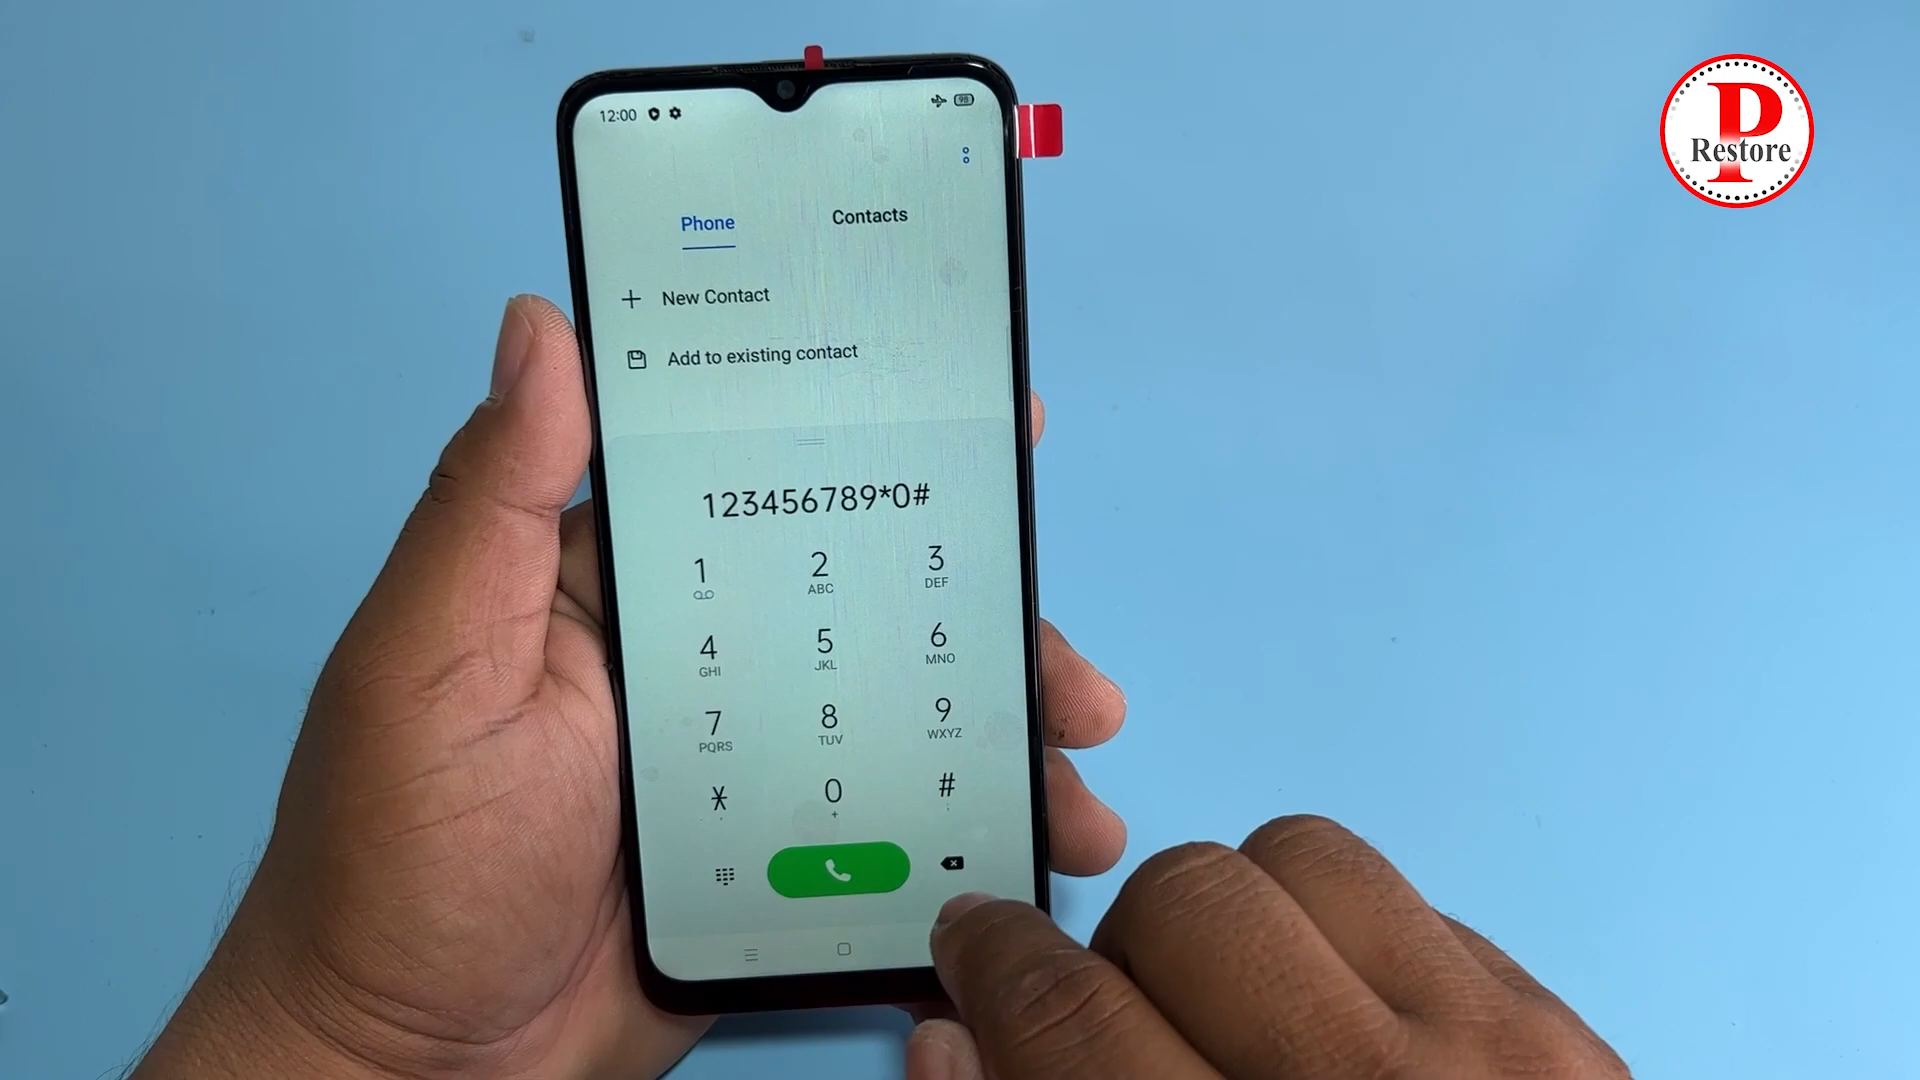 12:00
98
P
Restore
Phone
Contacts
New Contact
Add to existing contact
123456789*0#
1
2
ABC
3
DEF
4
GHI
5
JKL
6
MNO
7
PQRS
8
TUV
9
WXYZ
*
0
+
#
;